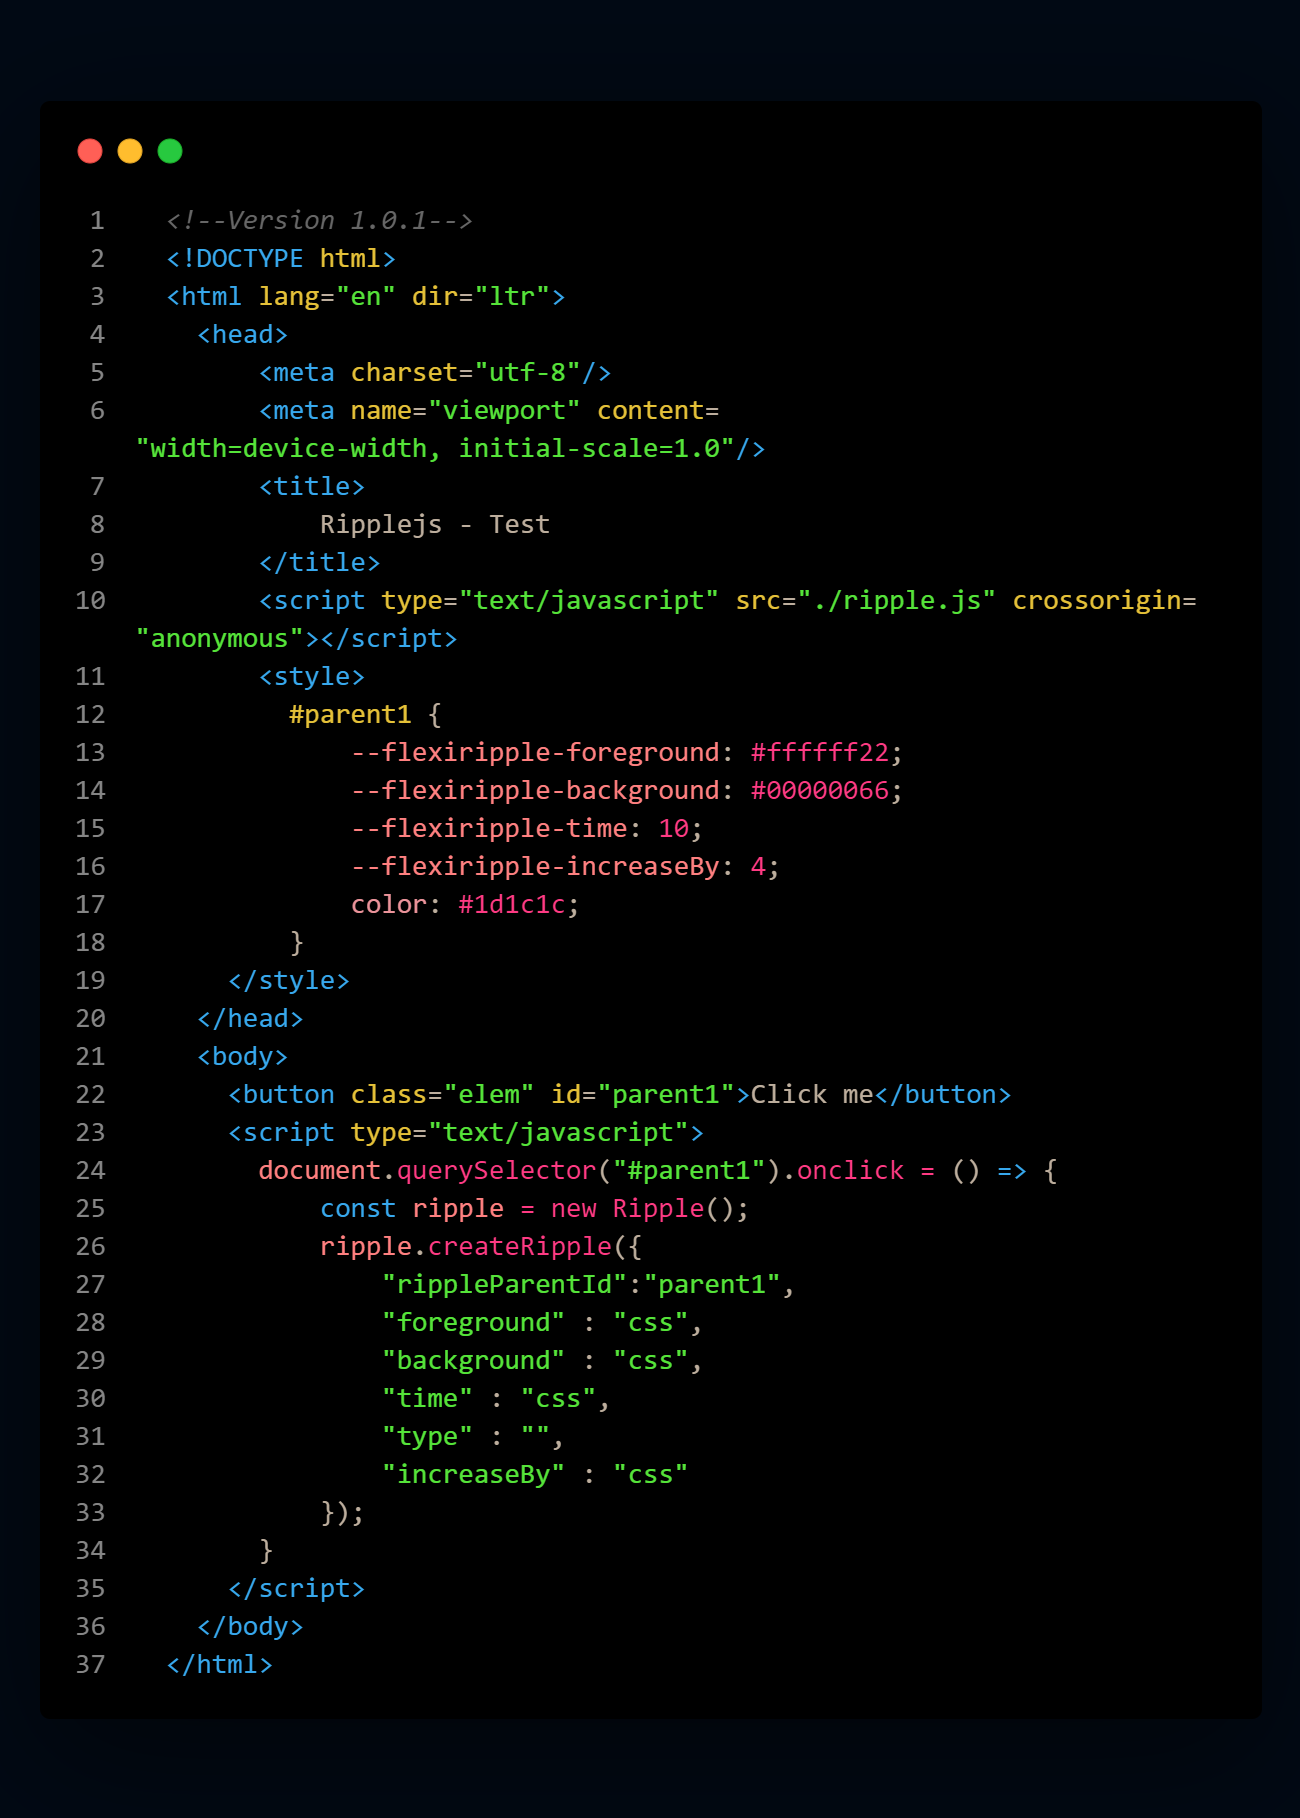 1 <!--Version 1.0.1-->
2 <!DOCTYPE html>
3 <html lang="en" dir="ltr">
4 <head>
5 <meta charset="utf-8"/>
6 <meta name="viewport" content=
"width=device-width, initial-scale=1.0"/>
7 <title>
8 Ripplejs - Test
9 </title>
10 <script type="text/javascript" src="./ripple.js" crossorigin=
"anonymous"></script>
11 <style>
12 #parent1 {
13 --flexiripple-foreground: #ffffff22;
14 --flexiripple-background: #00000066;
15 --flexiripple-time: 10;
16 --flexiripple-increaseBy: 4;
17 color: #1d1c1c;
18 }
19 </style>
20 </head>
21 <body>
22 <button class="elem" id="parent1">Click me</button>
23 <script type="text/javascript">
24 document.querySelector("#parent1").onclick = () => {
25 const ripple = new Ripple();
26 ripple.createRipple({
27 "rippleParentId":"parent1",
28 "foreground" : "css",
29 "background" : "css",
30 "time" : "css",
31 "type" : "",
32 "increaseBy" : "css"
33 });
34 }
35 </script>
36 </body>
37 </html>